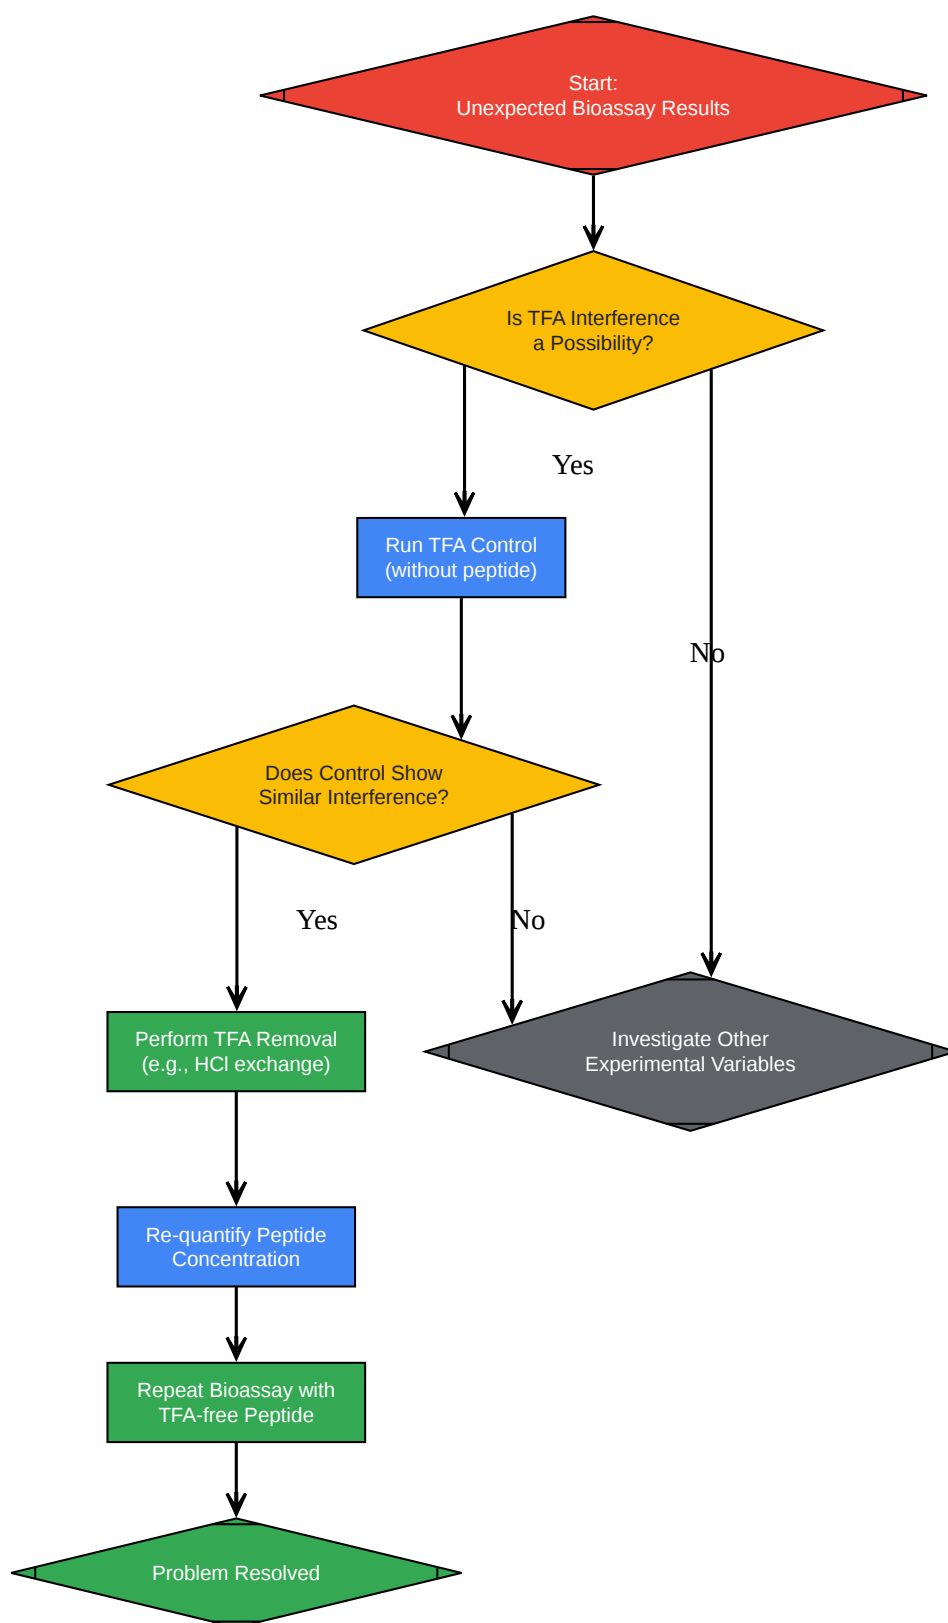 Start:
Unexpected Bioassay Results
Is TFA Interference
a Possibility?
Yes
Run TFA Control
(without peptide)
No
Does Control Show
Similar Interference?
Yes
No
Perform TFA Removal
(e.g., HCl exchange)
Investigate Other
Experimental Variables
Re-quantify Peptide
Concentration
Repeat Bioassay with
TFA-free Peptide
Problem Resolved